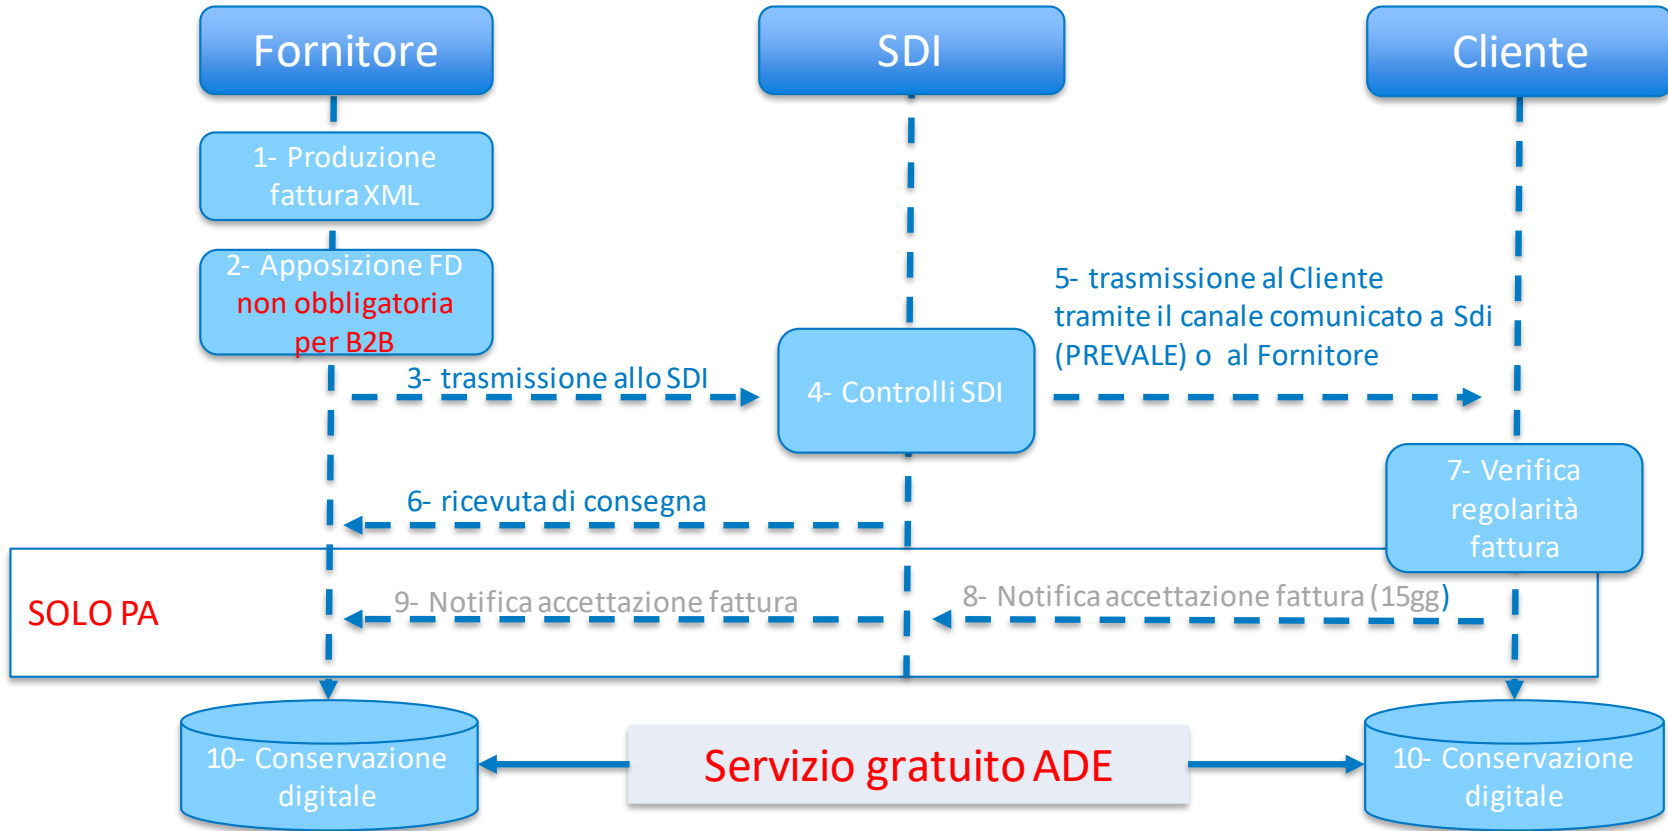 Fornitore
SDI
Cliente
1- Produzione
fattura XML
2- Apposizione FD
non obbligatoria
per B2B
3- trasmissione allo SDI
4- Controlli SDI
5- trasmissione al Cliente
tramite il canale comunicato a Sdi
(PREVALE) o al Fornitore
6- ricevuta di consegna
7- Verifica
regolarità
fattura
SOLO PA
9- Notifica accettazione fattura
8- Notifica accettazione fattura (15gg)
10- Conservazione
digitale
Servizio gratuito ADE
10- Conservazione
digitale